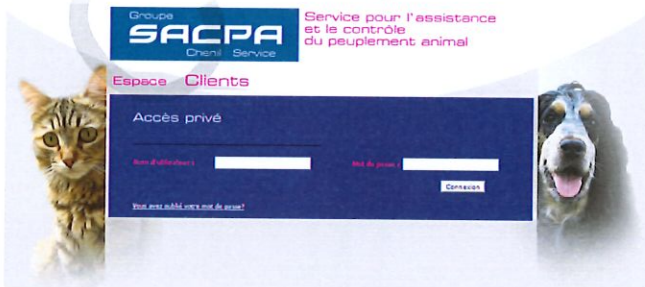 Groupe
SACPA
Chenil Service
Service pour l'assistance
et le contrôle
du peuplement animal
Espace Clients
Accès privé
Nom d'utilisateur :
Mot de passe :
Connexion
Vous avez oublié votre mot de passe?